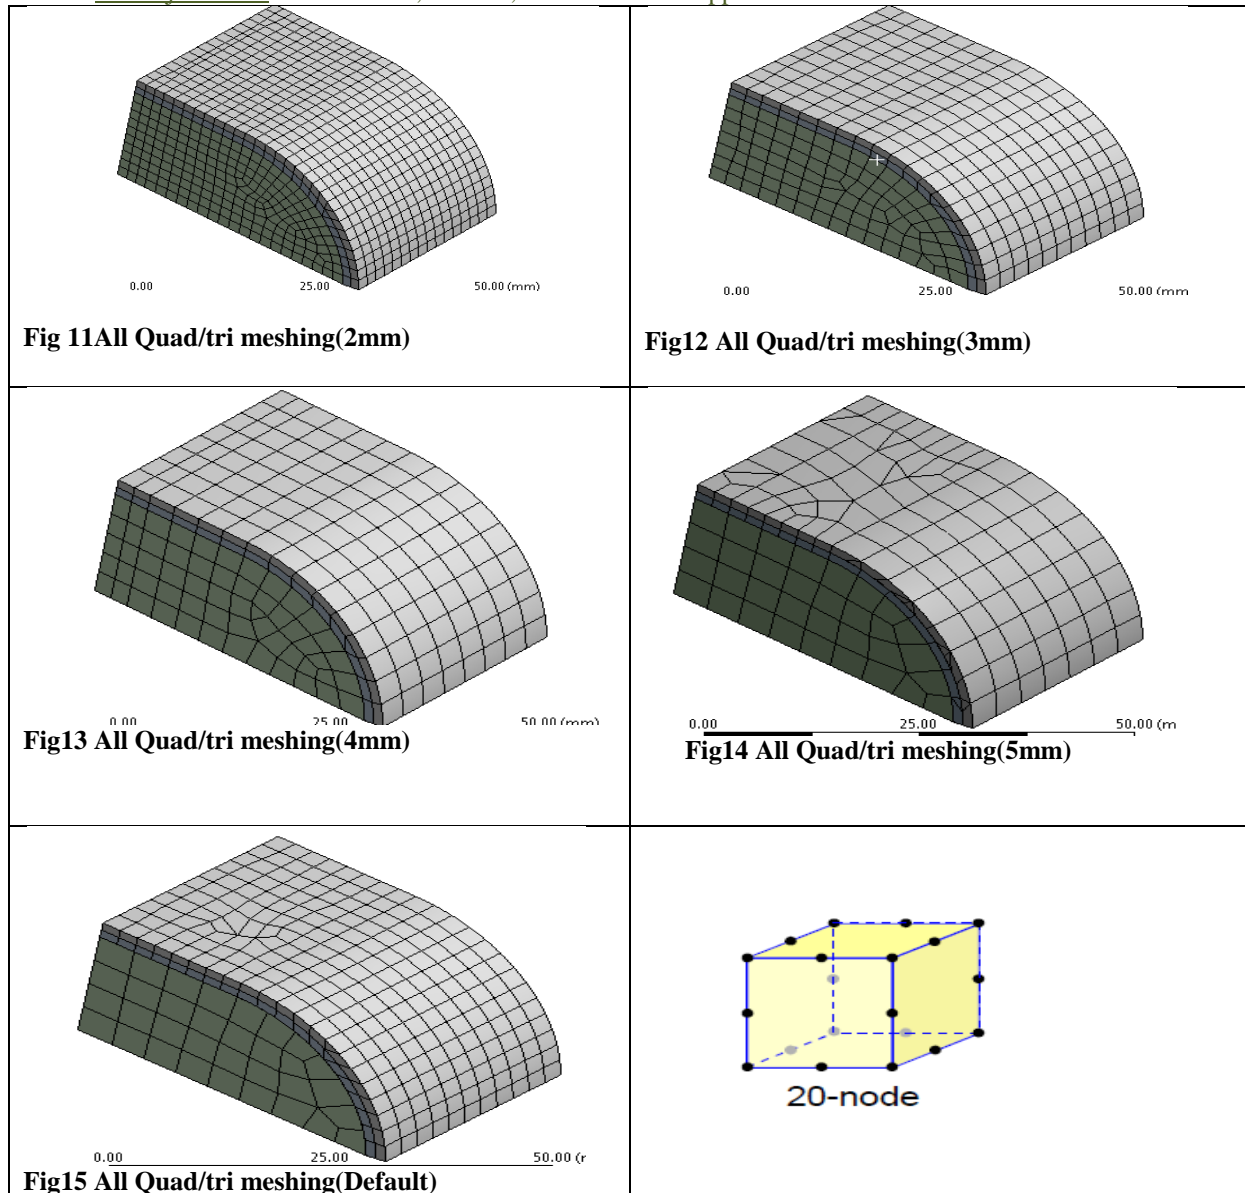 0.00 25.00 50.00 (mm)
Fig 11All Quad/tri meshing(2mm)
0.00 25.00 50.00 (mm
Fig12 All Quad/tri meshing(3mm)
0.00 25.00 50.00 (mm)
Fig13 All Quad/tri meshing(4mm)
0.00 25.00 50.00 (m
Fig14 All Quad/tri meshing(5mm)
0.00 25.00 50.00 (r
Fig15 All Quad/tri meshing(Default)
20-node